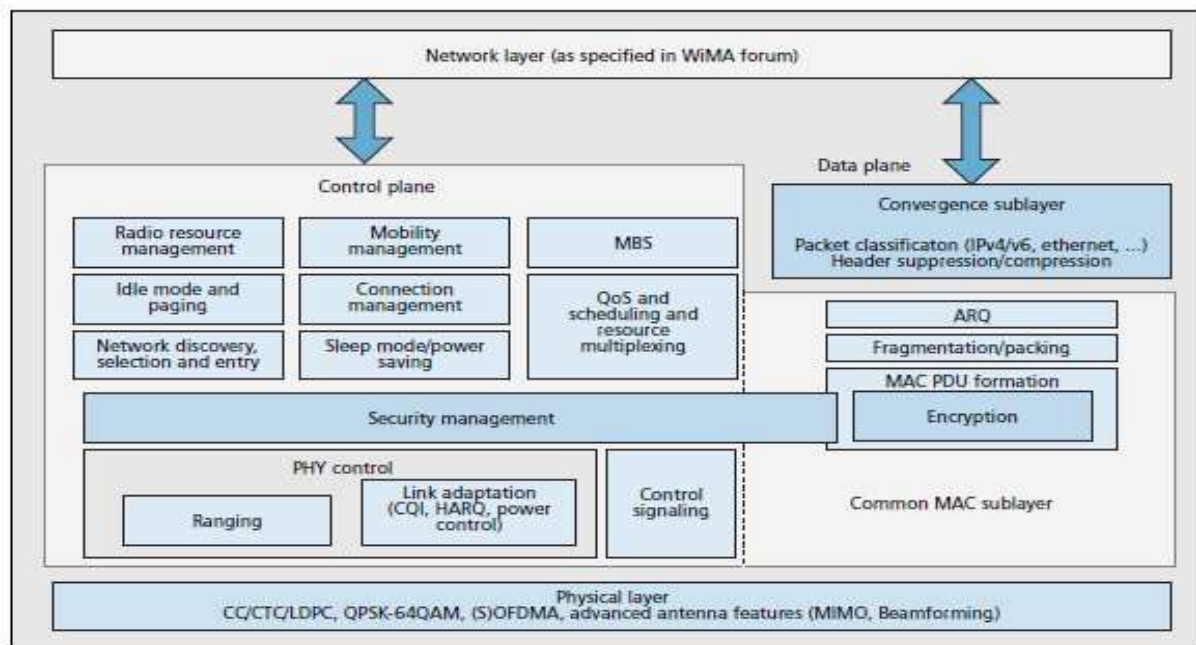 Network layer (as specified in WiMA forum)
Data plane
Control plane
Convergence sublayer
Packet classificaton (IPv4/v6, ethernet, ...)
Header suppression/compression
Radio resource
management
Mobility
management
MBS
Idle mode and
paging
Connection
management
QoS and
scheduling and
resource
multiplexing
Network discovery,
selection and entry
Sleep mode/power
saving
ARQ
Fragmentation/packing
MAC PDU formation
Encryption
Security management
PHY control
Ranging
Link adaptation
(CQI, HARQ, power
control)
Control
signaling
Common MAC sublayer
Physical layer
CC/CTC/LDPC, QPSK-64QAM, (S)OFDMA, advanced antenna features (MIMO, Beamforming)